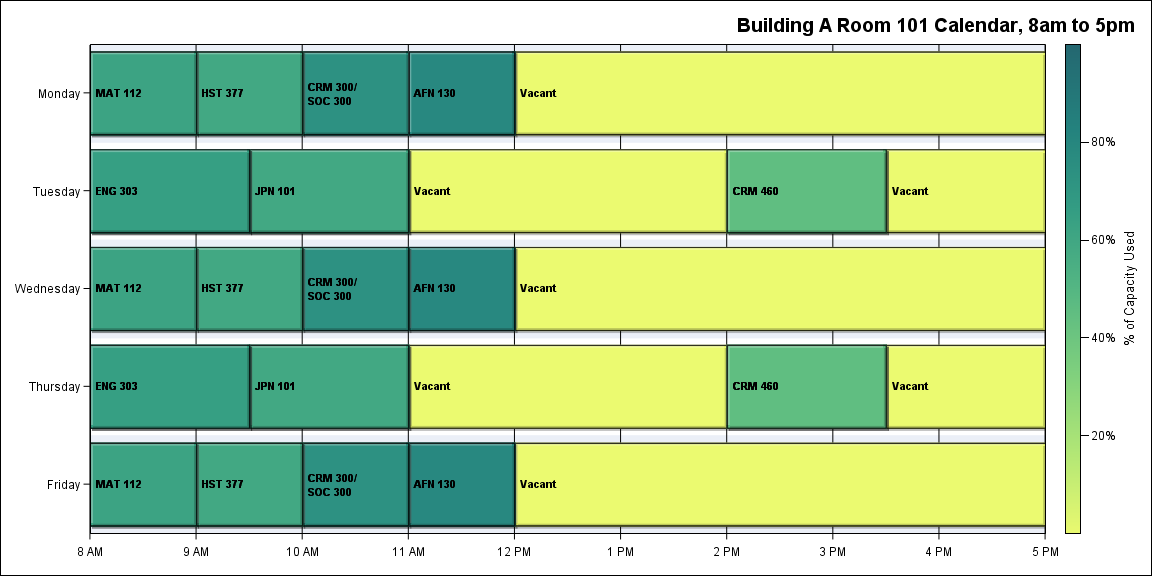 Building A Room 101 Calendar, 8am to 5pm
Monday
MAT 112
HST 377
CRM 300/
SOC 300
AFN 130
Vacant
Tuesday
ENG 303
JPN 101
Vacant
CRM 460
Vacant
Wednesday
MAT 112
HST 377
CRM 300/
SOC 300
AFN 130
Vacant
Thursday
ENG 303
JPN 101
Vacant
CRM 460
Vacant
Friday
MAT 112
HST 377
CRM 300/
SOC 300
AFN 130
Vacant
8 AM
9 AM
10 AM
11 AM
12 PM
1 PM
2 PM
3 PM
4 PM
5 PM
80%
60%
40%
20%
% of Capacity Used